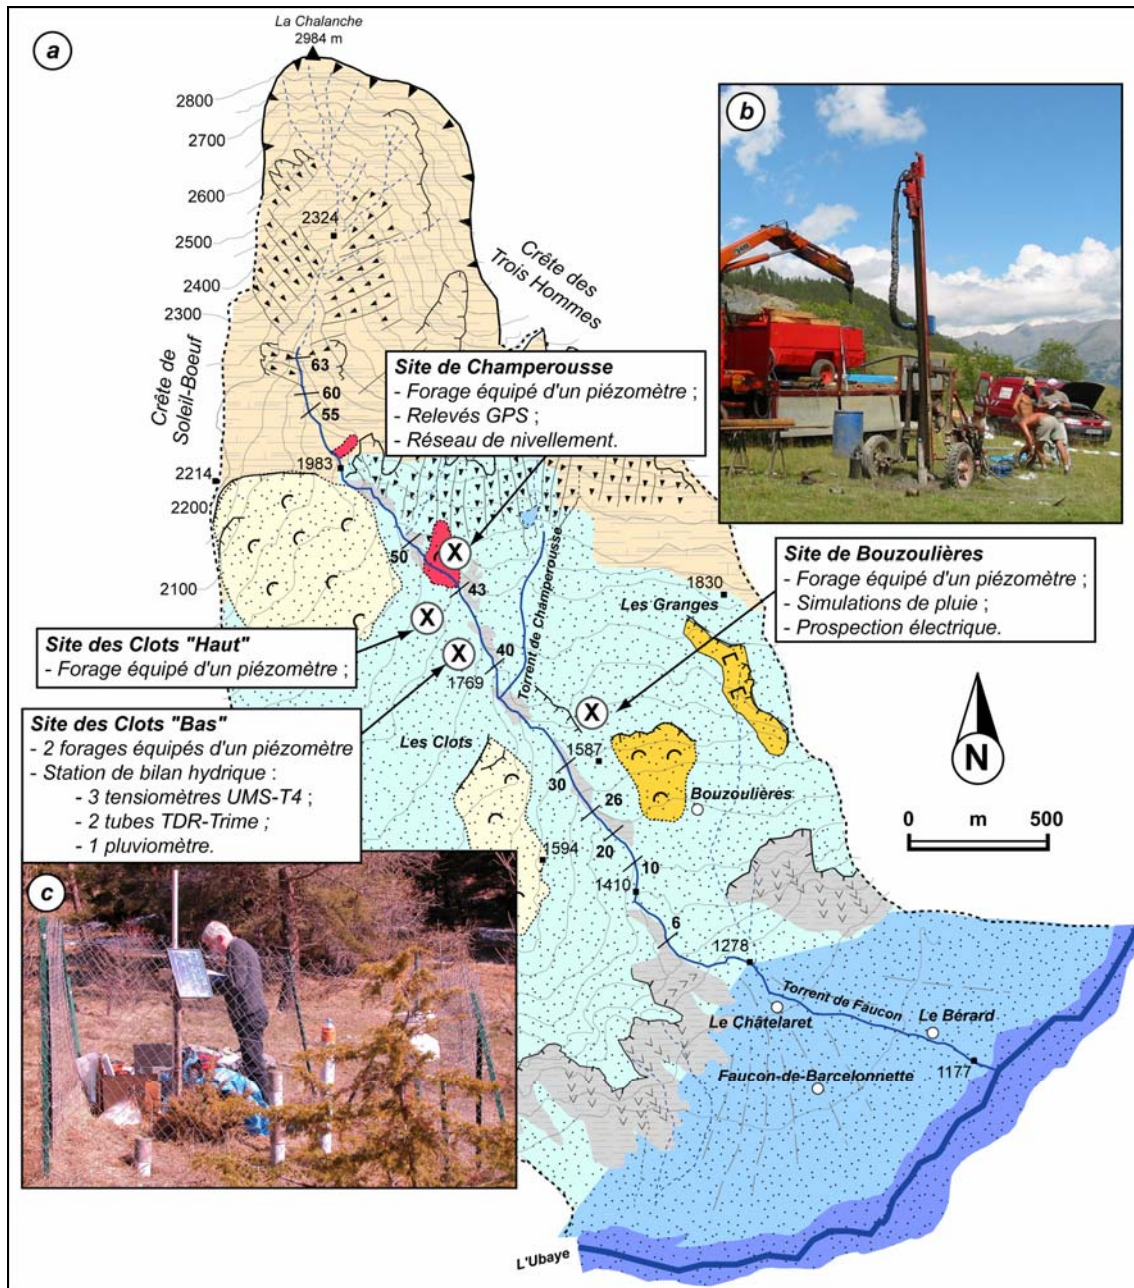 La Chalanche
2984 m
a
2800
2700
2600
2324
2500
2400
2300
Crête des
Trois Hommes
Crête de
Soleil-Boeuf
63
60
55
Site de Champerousse
- Forage équipé d'un piézomètre ;
- Relevés GPS ;
- Réseau de nivellement.
b
1983
2214
2200
50
X
43
Torrent de Champerousse
2100
Site de Bouzoulières
- Forage équipé d'un piézomètre ;
- Simulations de pluie ;
- Prospection électrique.
1830
Les Granges
X
Site des Clots "Haut"
- Forage équipé d'un piézomètre ;
X
40
1769
Site des Clots "Bas"
- 2 forages équipés d'un piézomètre
- Station de bilan hydrique :
- 3 tensiomètres UMS-T4 ;
- 2 tubes TDR-Trime ;
- 1 pluviomètre.
X
Les Clots
1587
30
26
Bouzoulières
N
0 m 500
20
1594
10
1410
6
c
1278
Torrent de Faucon
Le Châtelaret
Le Bérard
Faucon-de-Barcelonnette
1177
L'Ubaye